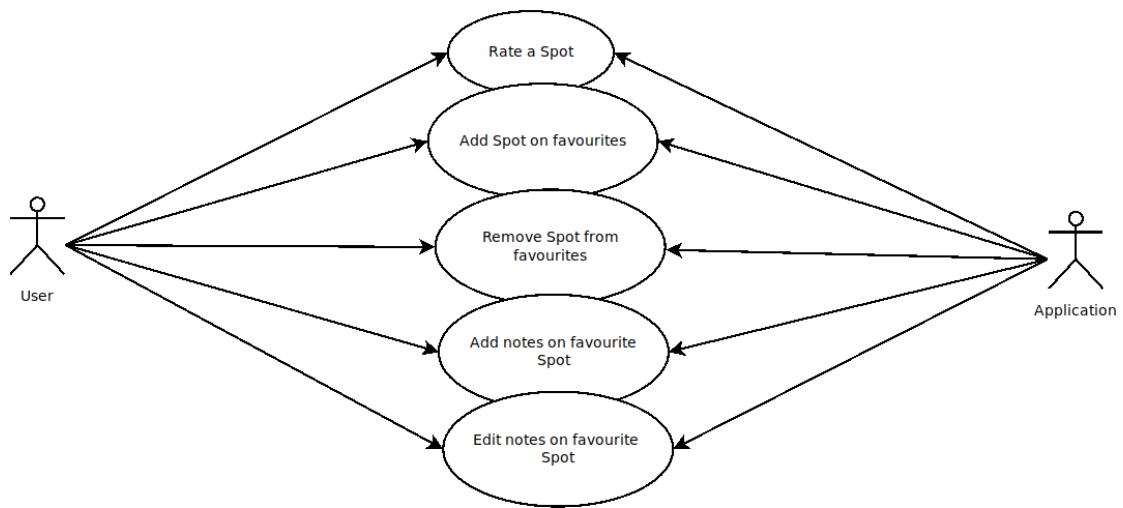 Rate a Spot
Add Spot on favourites
Remove Spot from
favourites
Add notes on favourite
Spot
Edit notes on favourite
Spot
User
Application